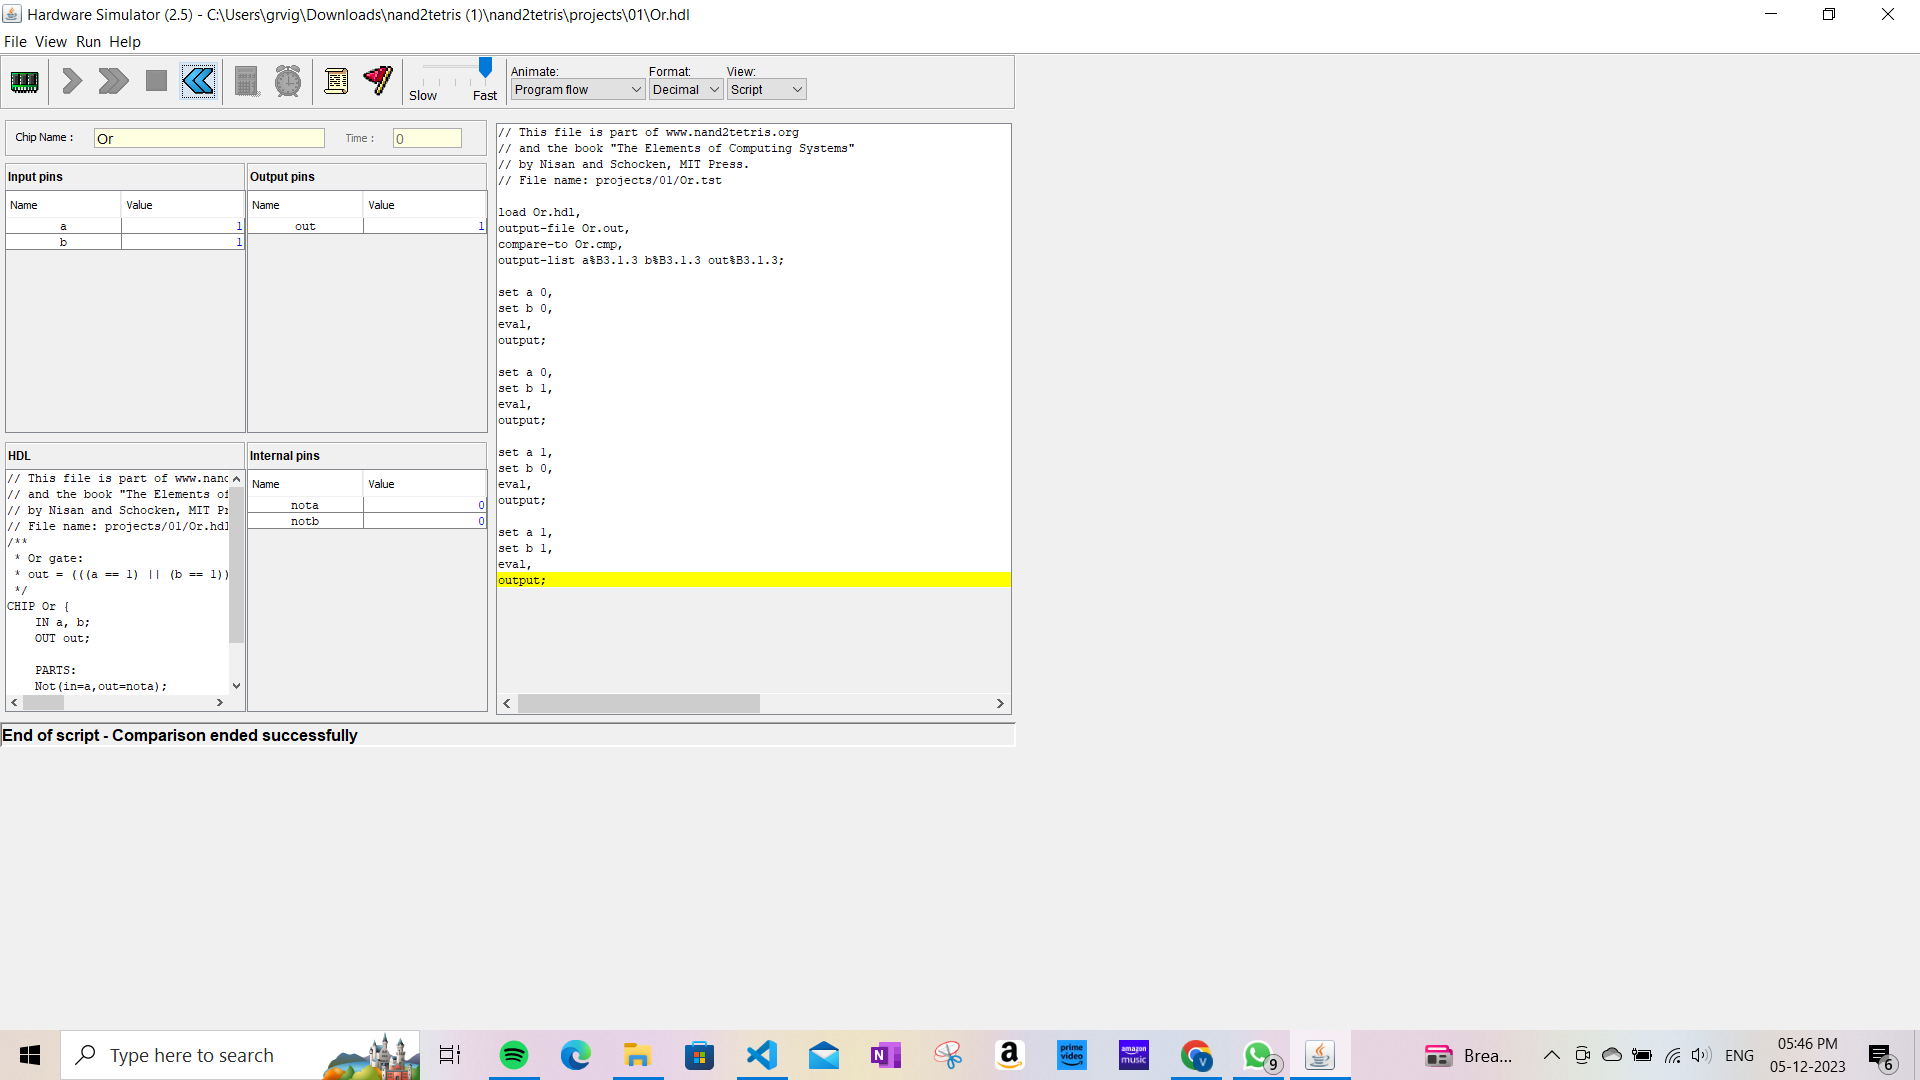 Hardware Simulator (2.5) - C:\Users\grvig\Downloads\nand2tetris (1)\nand2tetris\projects\01\Or.hdl
File View Run Help
Slow Fast
Animate: Format: View:
Program flow Decimal Script
Chip Name : Or Time : 0
Input pins
Name Value
a 1
b 1
Output pins
Name Value
out 1
HDL
// This file is part of www.nand
// and the book "The Elements of
// by Nisan and Schocken, MIT Pr
// File name: projects/01/Or.hdl
/**
* Or gate:
* out = (((a == 1) || (b == 1))
*/
CHIP Or {
IN a, b;
OUT out;
PARTS:
Not(in=a,out=nota);
Internal pins
Name Value
nota 0
notb 0
// This file is part of www.nand2tetris.org
// and the book "The Elements of Computing Systems"
// by Nisan and Schocken, MIT Press.
// File name: projects/01/Or.tst
load Or.hdl,
output-file Or.out,
compare-to Or.cmp,
output-list a%B3.1.3 b%B3.1.3 out%B3.1.3;
set a 0,
set b 0,
eval,
output;
set a 0,
set b 1,
eval,
output;
set a 1,
set b 0,
eval,
output;
set a 1,
set b 1,
eval,
output;
End of script - Comparison ended successfully
Type here to search
N
a
prime video
amazon music
V
9
Brea...
ENG
05:46 PM
05-12-2023
6